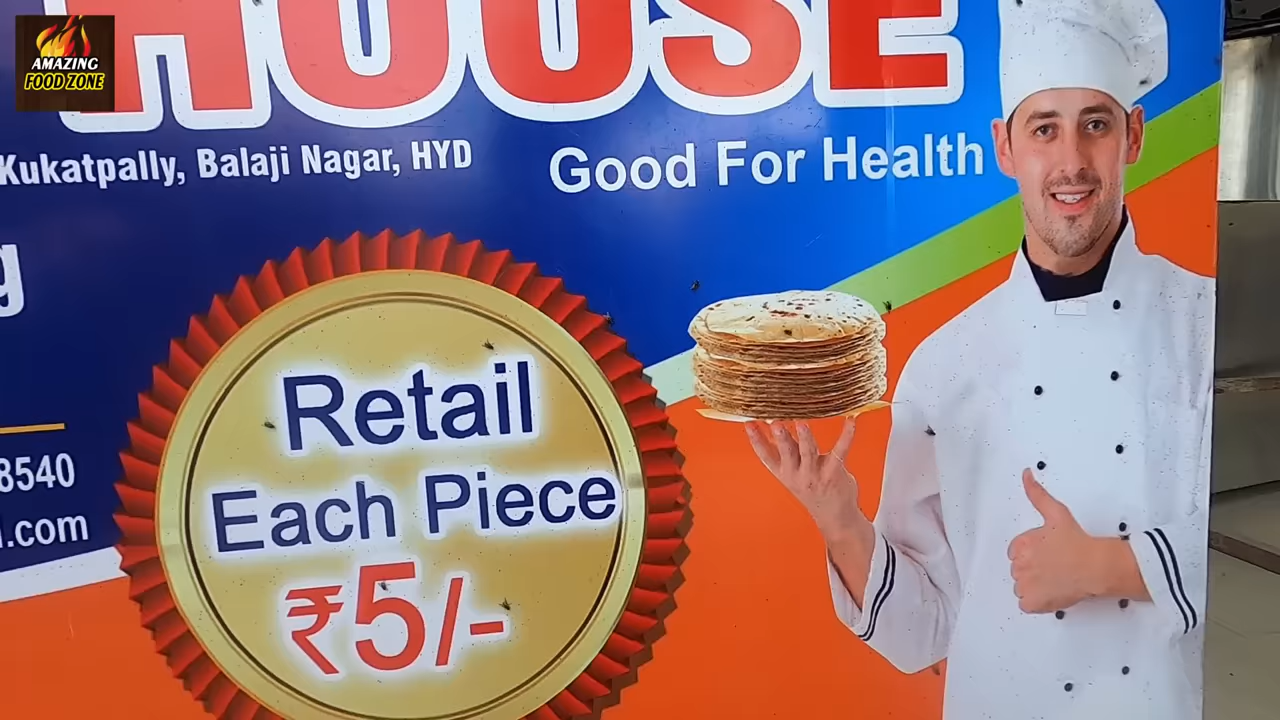 AMAZING
FOOD ZONE
HOUSE
Kukatpally, Balaji Nagar, HYD
Good For Health
g
8540
.com
Retail
Each Piece
₹5/-